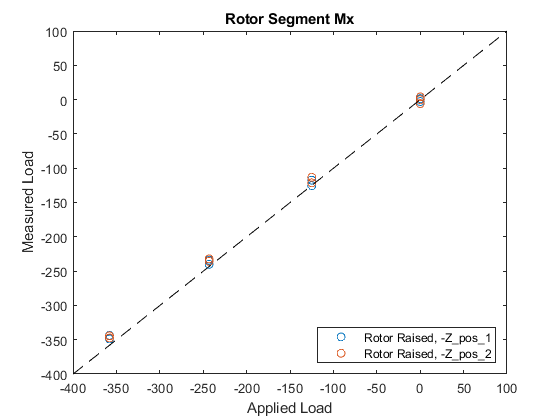 Rotor Segment Mx
100
50
0
-50
-100
-150
-200
-250
-300
-350
-400
Measured Load
Rotor Raised, -Z_pos_1
Rotor Raised, -Z_pos_2
-400 -350 -300 -250 -200 -150 -100 -50 0 50 100
Applied Load